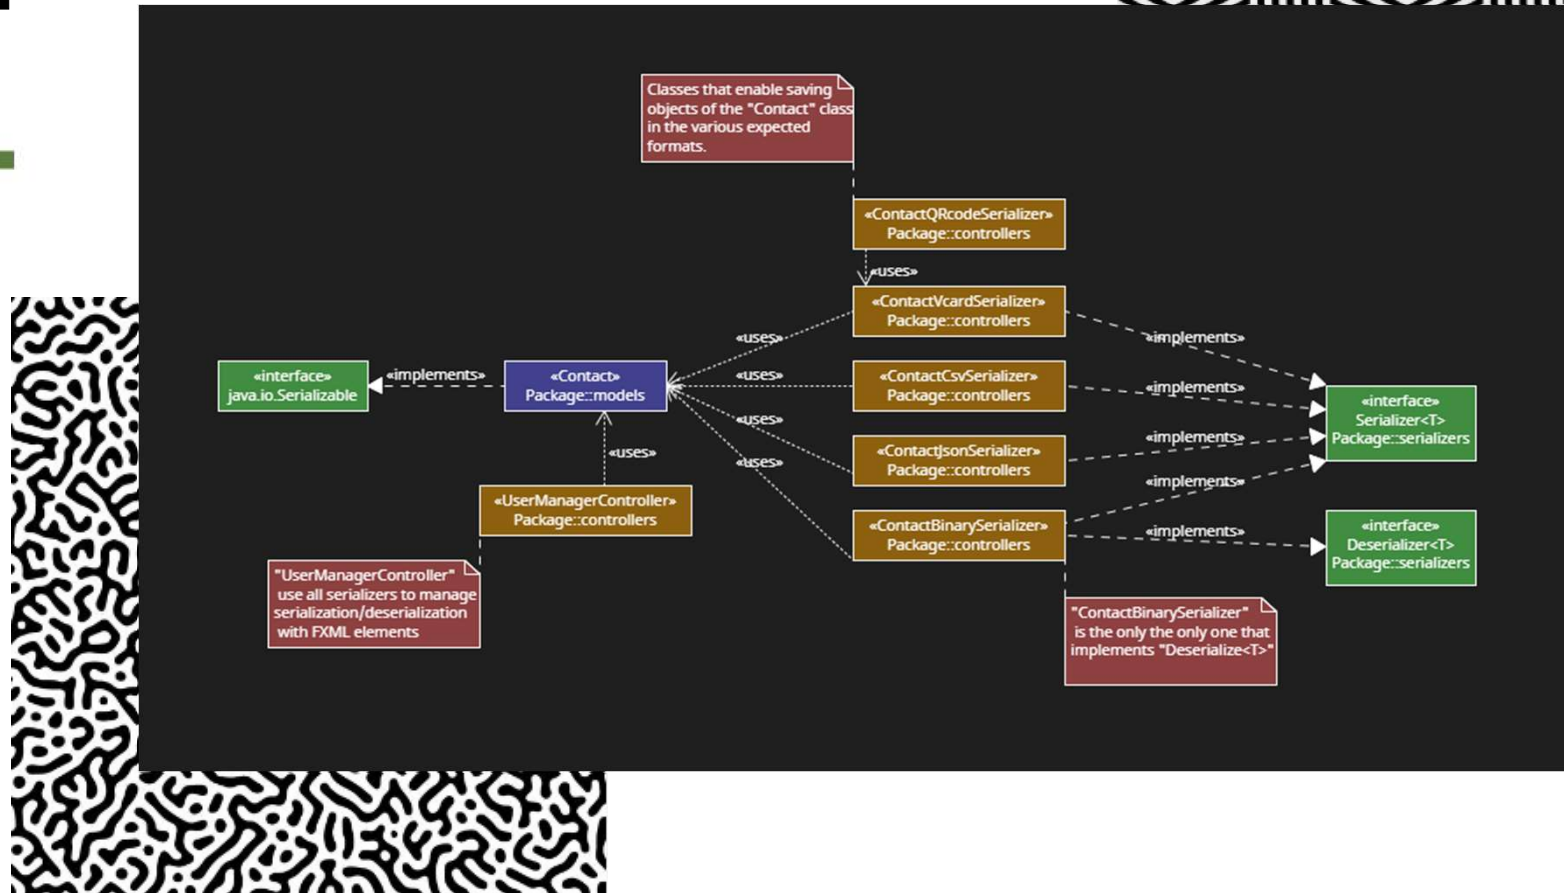 Classes that enable saving
objects of the "Contact" class
in the various expected
formats.
«ContactQRcodeSerializer»
Package::controllers
«uses»
«ContactVcardSerializer»
Package::controllers
«uses»
«implements»
«interface»
java.io.Serializable
«implements»
«Contact»
Package::models
«uses»
«ContactCsvSerializer»
Package::controllers
«implements»
«interface»
Serializer<T>
Package::serializers
«uses»
«ContactJsonSerializer»
Package::controllers
«implements»
«uses»
«uses»
«implements»
«UserManagerController»
Package::controllers
«ContactBinarySerializer»
Package::controllers
«implements»
«interface»
Deserializer<T>
Package::serializers
"UserManagerController"
use all serializers to manage
serialization/deserialization
with FXML elements
"ContactBinarySerializer"
is the only the only one that
implements "Deserialize<T>"